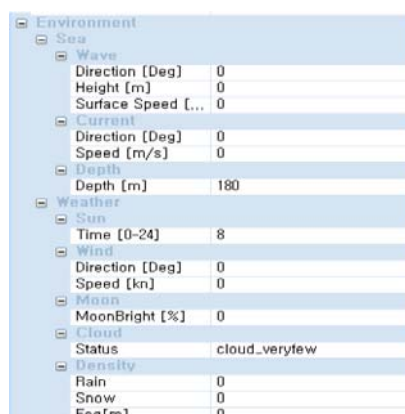 Environment
Sea
Wave
Direction [Deg] 0
Height [m] 0
Surface Speed [... 0
Current
Direction [Deg] 0
Speed [m/s] 0
Depth
Depth [m] 180
Weather
Sun
Time [0-24] 8
Wind
Direction [Deg] 0
Speed [kn] 0
Moon
MoonBright [%] 0
Cloud
Status cloud_veryfew
Density
Rain 0
Snow 0
Fog[m] 0